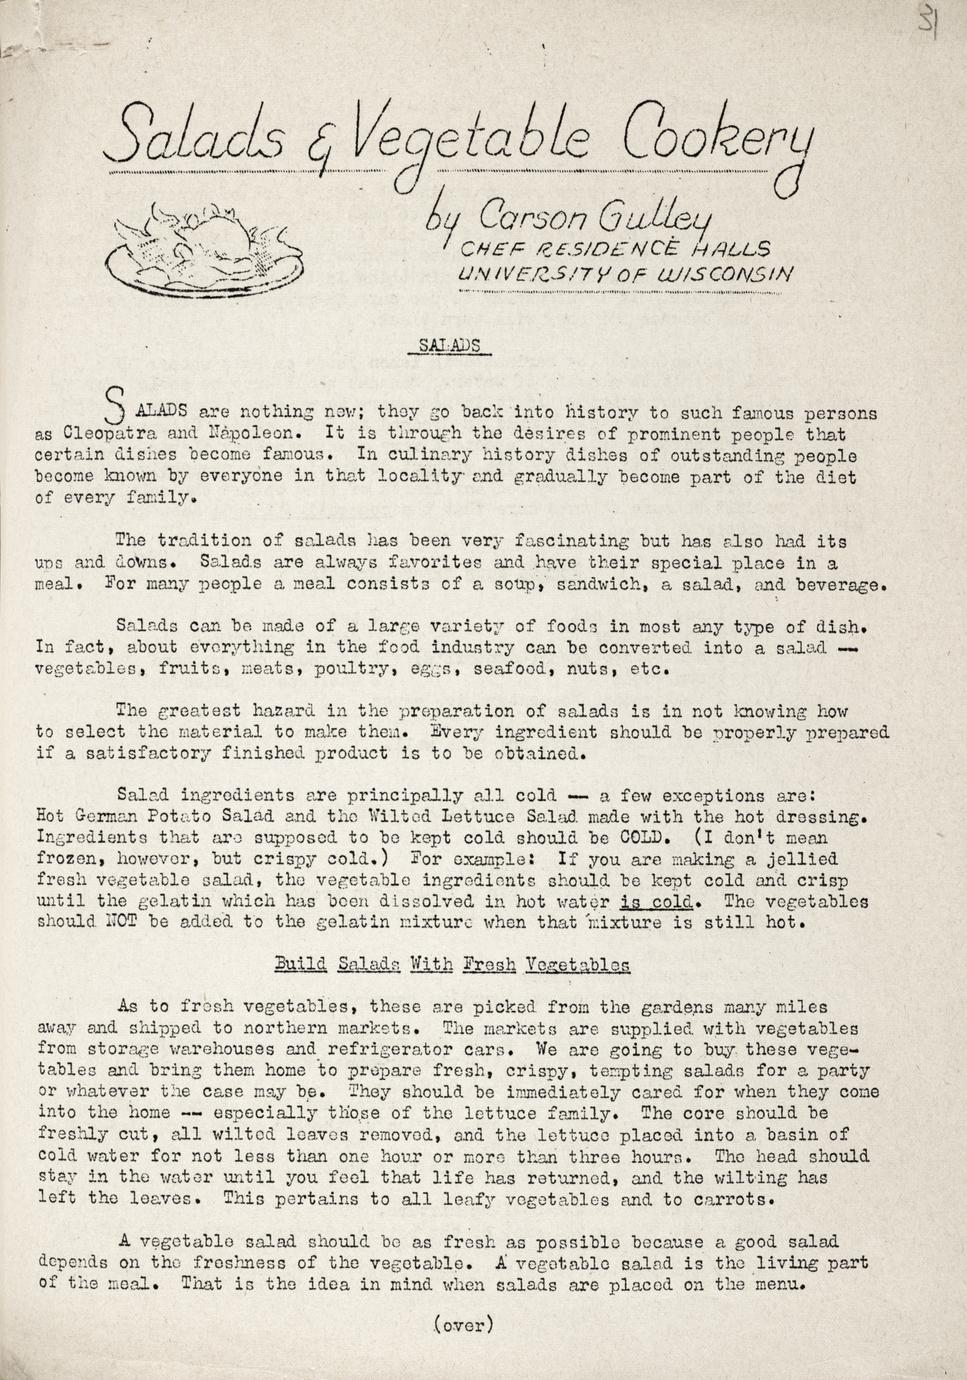 31
Salads & Vegetable Cookery
by Carson Gulley
CHEF RESIDENCE HALLS
UNIVERSITY OF WISCONSIN
SALADS
SALADS are nothing new; they go back into history to such famous persons
as Cleopatra and Napoleon. It is through the desires of prominent people that
certain dishes become famous. In culinary history dishes of outstanding people
become known by everyone in that locality and gradually become part of the diet
of every family.
The tradition of salads has been very fascinating but has also had its
ups and downs. Salads are always favorites and have their special place in a
meal. For many people a meal consists of a soup, sandwich, a salad, and beverage.
Salads can be made of a large variety of foods in most any type of dish.
In fact, about everything in the food industry can be converted into a salad --
vegetables, fruits, meats, poultry, eggs, seafood, nuts, etc.
The greatest hazard in the preparation of salads is in not knowing how
to select the material to make them. Every ingredient should be properly prepared
if a satisfactory finished product is to be obtained.
Salad ingredients are principally all cold -- a few exceptions are:
Hot German Potato Salad and the Wilted Lettuce Salad made with the hot dressing.
Ingredients that are supposed to be kept cold should be COLD. (I don't mean
frozen, however, but crispy cold.) For example: If you are making a jellied
fresh vegetable salad, the vegetable ingredients should be kept cold and crisp
until the gelatin which has been dissolved in hot water is cold. The vegetables
should NOT be added to the gelatin mixture when that mixture is still hot.
Build Salads With Fresh Vegetables
As to fresh vegetables, these are picked from the gardens many miles
away and shipped to northern markets. The markets are supplied with vegetables
from storage warehouses and refrigerator cars. We are going to buy these vege-
tables and bring them home to prepare fresh, crispy, tempting salads for a party
or whatever the case may be. They should be immediately cared for when they come
into the home -- especially those of the lettuce family. The core should be
freshly cut, all wilted leaves removed, and the lettuce placed into a basin of
cold water for not less than one hour or more than three hours. The head should
stay in the water until you feel that life has returned, and the wilting has
left the leaves. This pertains to all leafy vegetables and to carrots.
A vegetable salad should be as fresh as possible because a good salad
depends on the freshness of the vegetable. A vegetable salad is the living part
of the meal. That is the idea in mind when salads are placed on the menu.
(over)